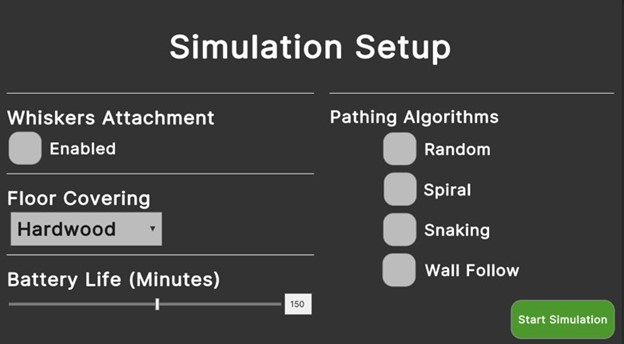 Simulation Setup
Whiskers Attachment
Enabled
Floor Covering
Hardwood
Battery Life (Minutes)
150
Pathing Algorithms
Random
Spiral
Snaking
Wall Follow
Start Simulation